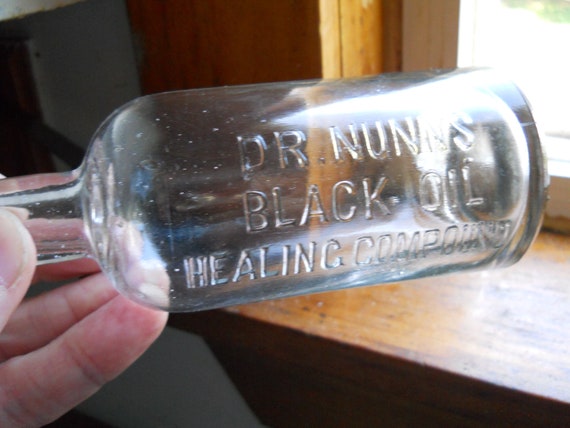 DR. NUNN'S
BLACK OIL
HEALING COMPOUND